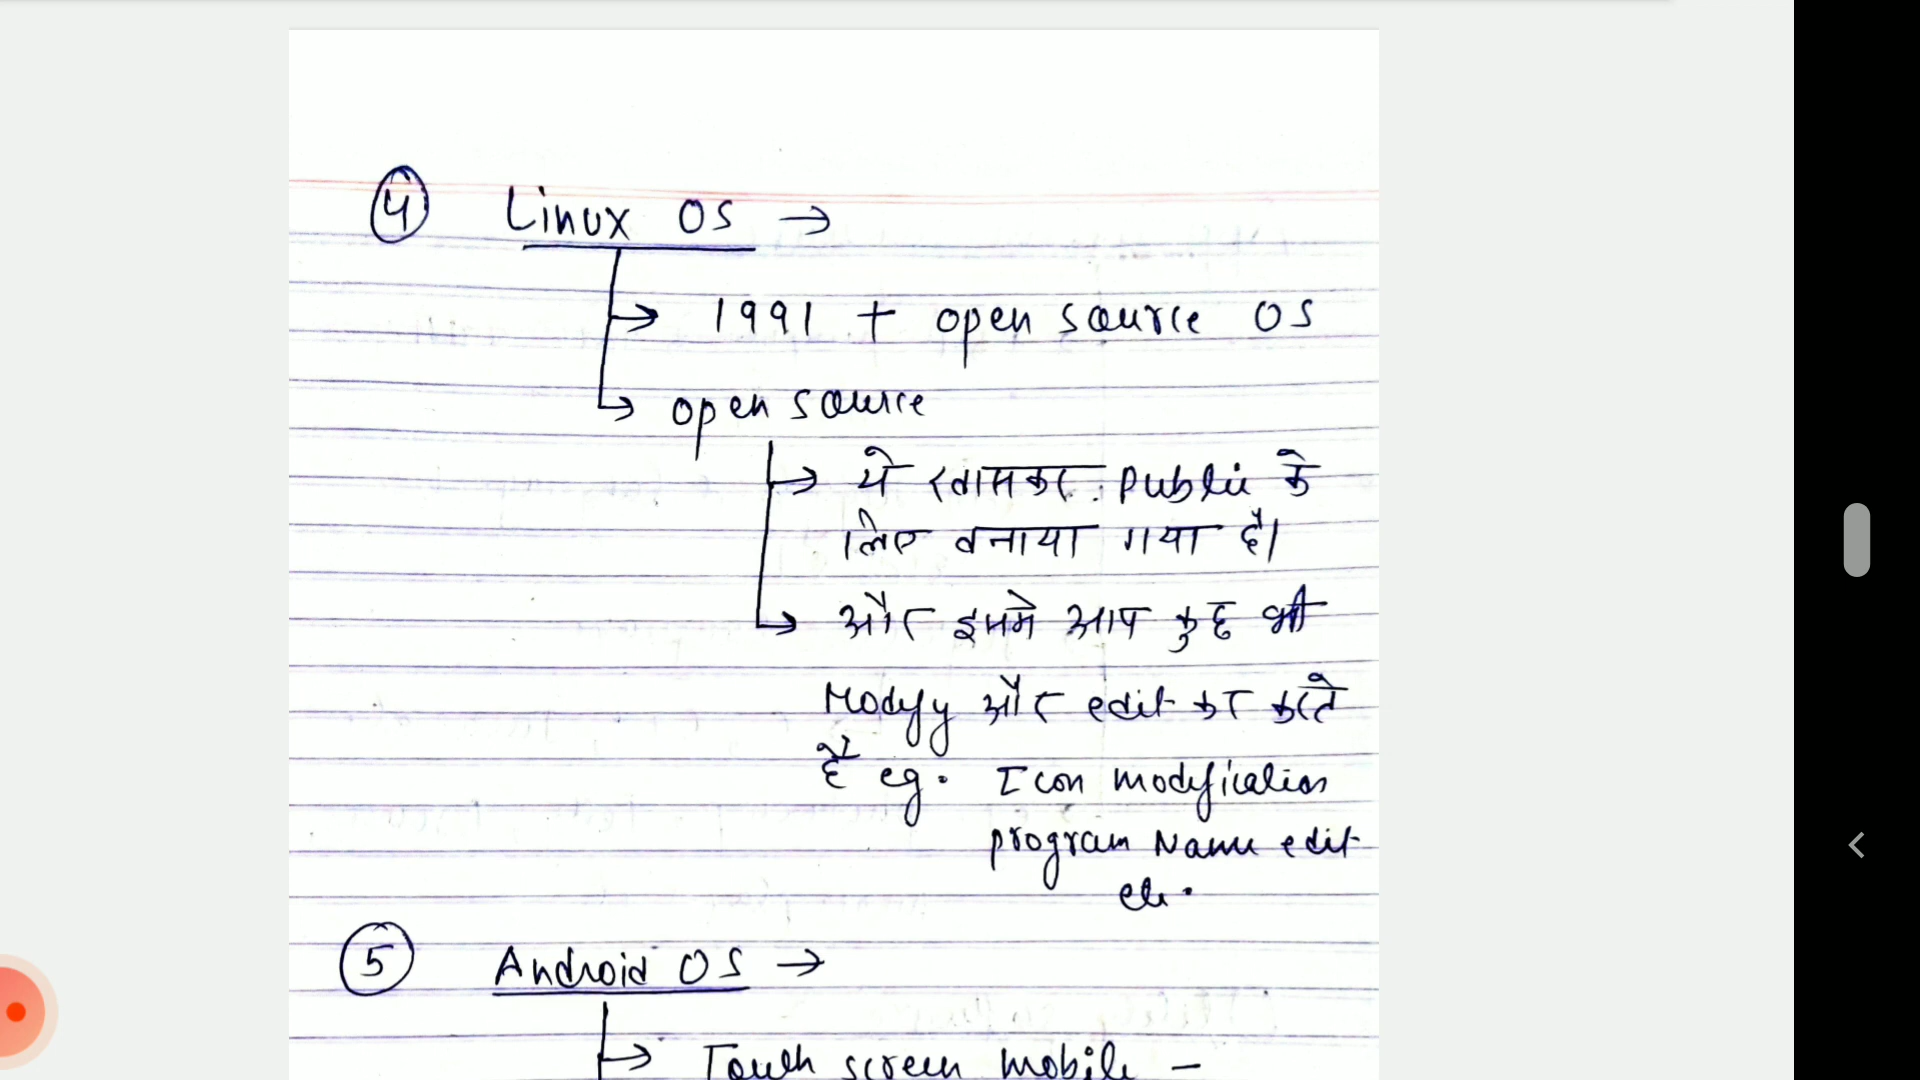 4 Linux OS →
→ 1991 + open source OS
→ open source
→ ये खासकर public के
लिए बनाया गया है।
→ और इसमे आप कुछ भी
Modify और edit कर करते
है eg. Icon modification
program Name edit
etc.
5 Android OS →
→ Touch screen mobile -